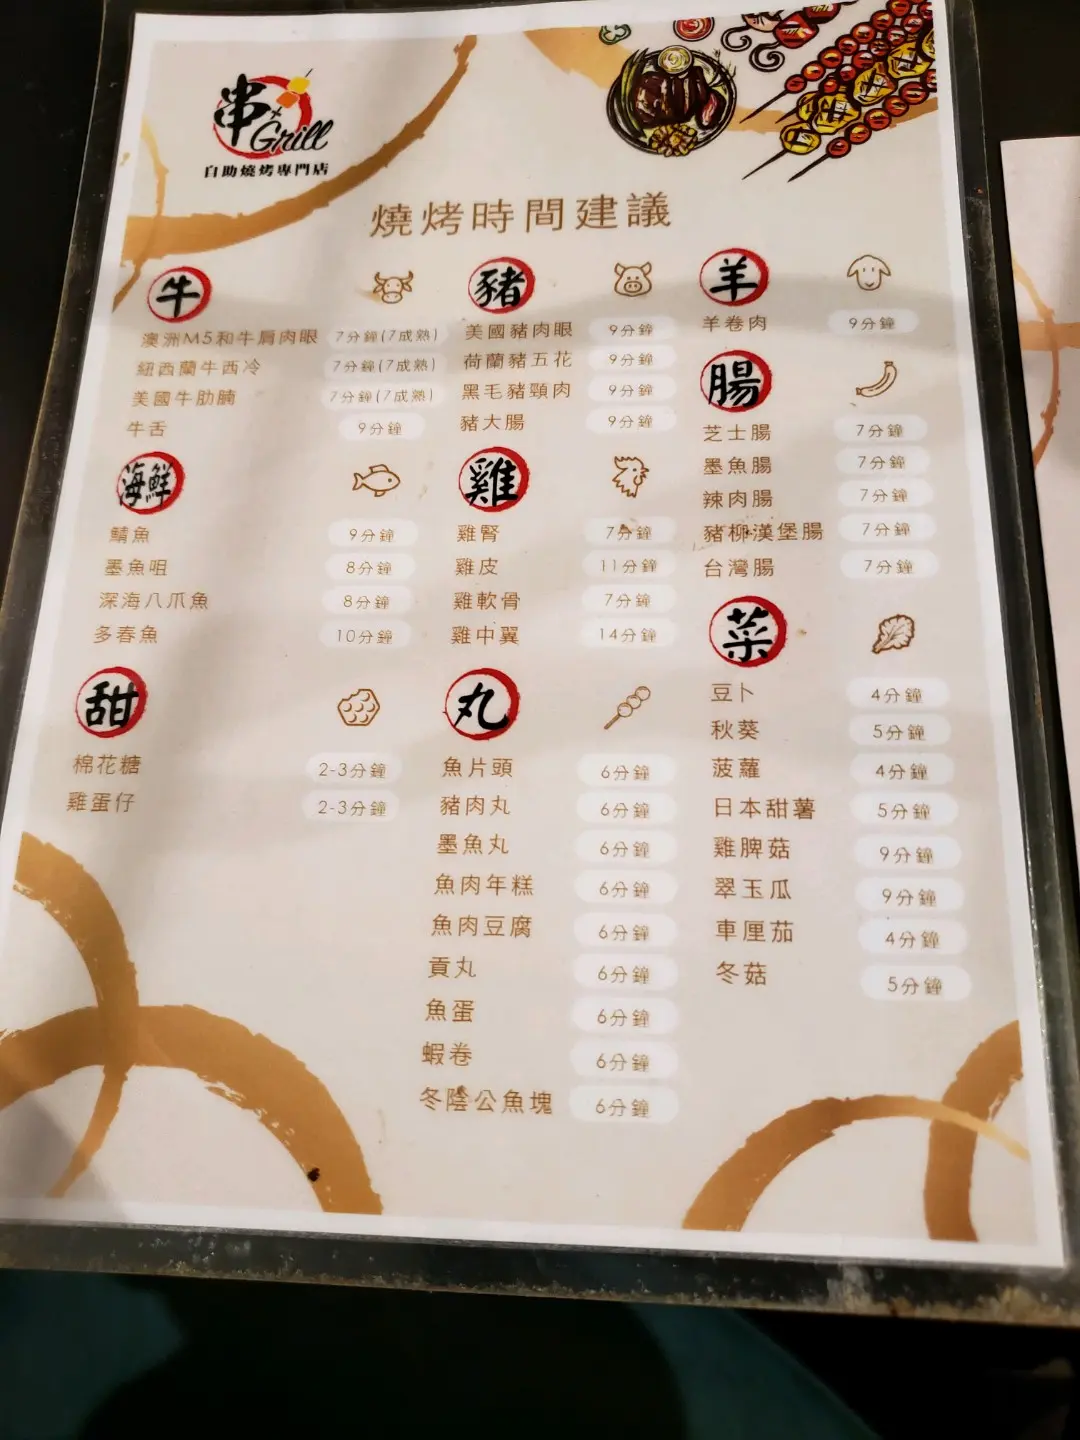 串
Grill
自助燒烤專門店
燒烤時間建議
牛
澳洲M5和牛肩肉眼 7分鐘(7成熟)
紐西蘭牛西冷 7分鐘(7成熟)
美國牛肋腩 7分鐘(7成熟)
牛舌 9分鐘
海鮮
鯖魚 9分鐘
墨魚咀 8分鐘
深海八爪魚 8分鐘
多春魚 10分鐘
甜
棉花糖 2-3分鐘
雞蛋仔 2-3分鐘
豬
美國豬肉眼 9分鐘
荷蘭豬五花 9分鐘
黑毛豬頸肉 9分鐘
豬大腸 9分鐘
雞
雞腎 7分鐘
雞皮 11分鐘
雞軟骨 7分鐘
雞中翼 14分鐘
丸
魚片頭 6分鐘
豬肉丸 6分鐘
墨魚丸 6分鐘
魚肉年糕 6分鐘
魚肉豆腐 6分鐘
貢丸 6分鐘
魚蛋 6分鐘
蝦卷 6分鐘
冬陰公魚塊 6分鐘
羊
羊卷肉 9分鐘
腸
芝士腸 7分鐘
墨魚腸 7分鐘
辣肉腸 7分鐘
豬柳漢堡腸 7分鐘
台灣腸 7分鐘
菜
豆卜 4分鐘
秋葵 5分鐘
菠蘿 4分鐘
日本甜薯 5分鐘
雞脾菇 9分鐘
翠玉瓜 9分鐘
車厘茄 4分鐘
冬菇 5分鐘